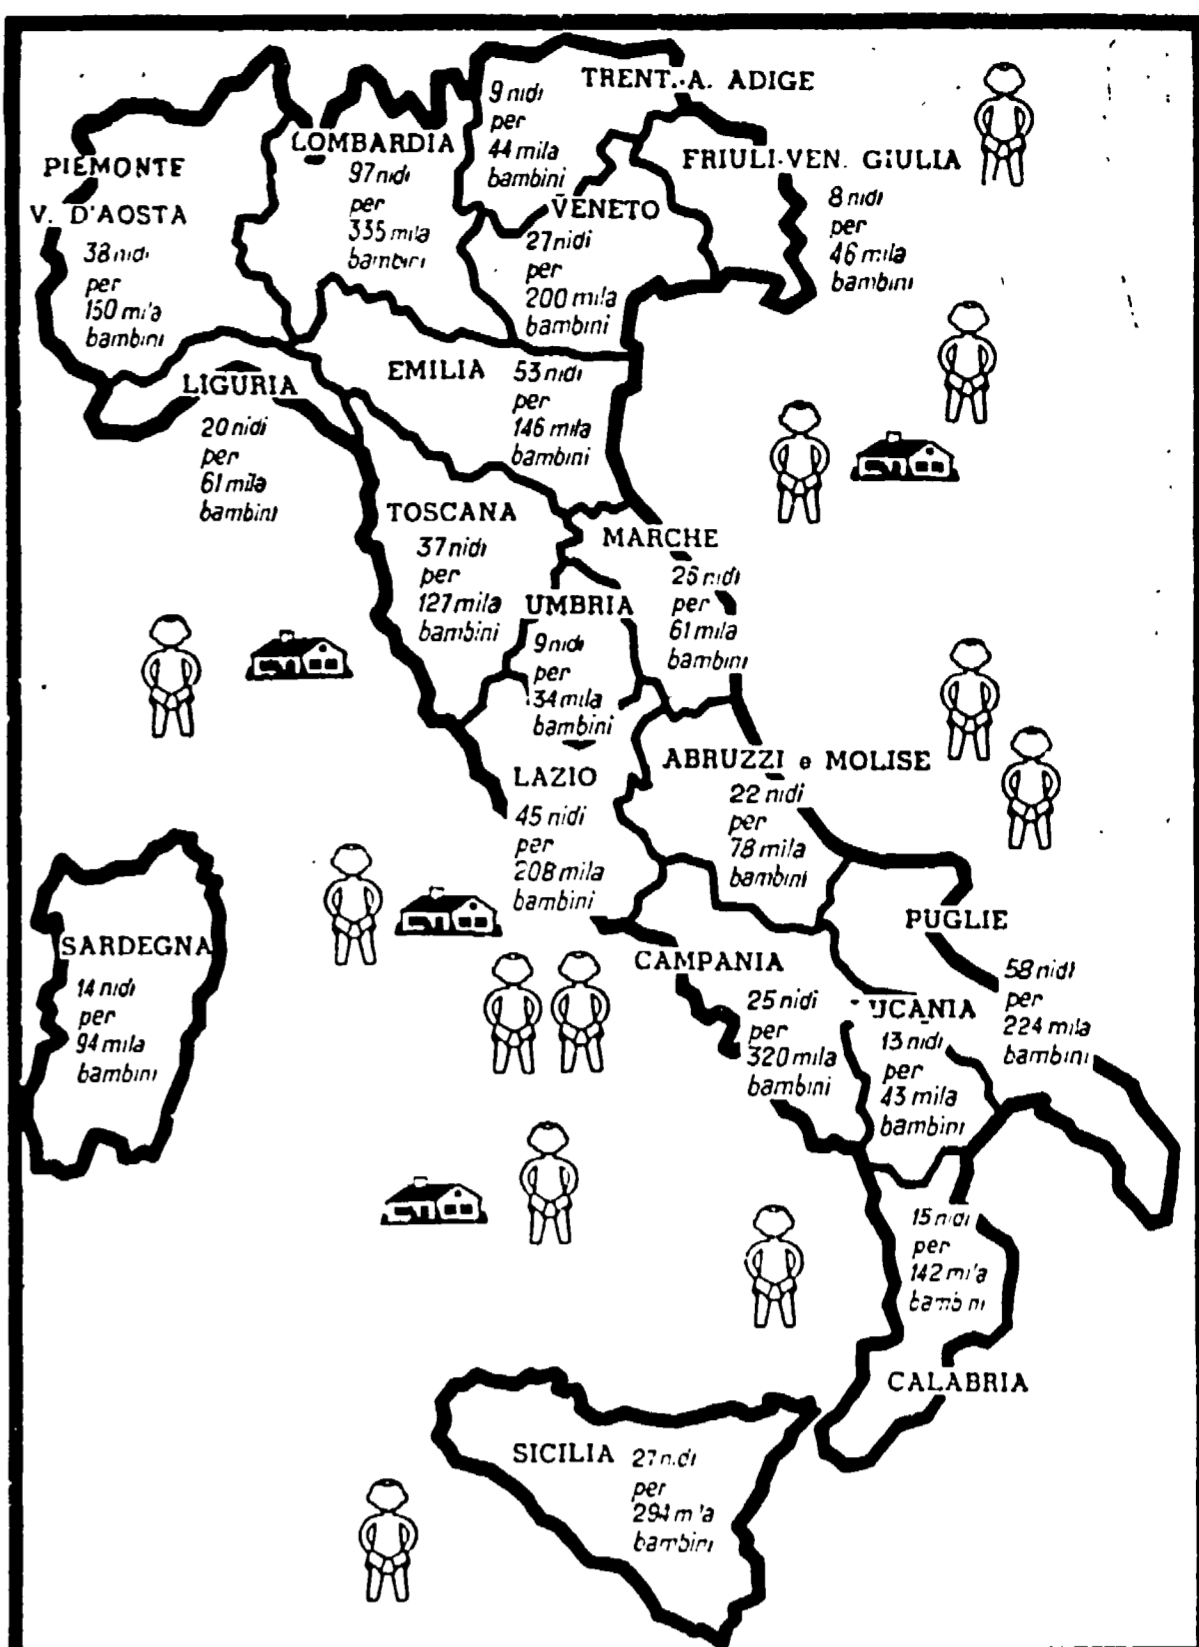 TRENT.-A. ADIGE
9 nidi
per
44 mila
bambini
LOMBARDIA
97 nidi
per
335 mila
bambini
PIEMONTE
V. D'AOSTA
38 nidi
per
150 mila
bambini
FRIULI-VEN. GIULIA
8 nidi
per
46 mila
bambini
VENETO
27 nidi
per
200 mila
bambini
LIGURIA
20 nidi
per
61 mila
bambini
EMILIA
53 nidi
per
146 mila
bambini
TOSCANA
37 nidi
per
127 mila
bambini
MARCHE
26 nidi
per
61 mila
bambini
UMBRIA
9 nidi
per
34 mila
bambini
LAZIO
45 nidi
per
208 mila
bambini
ABRUZZI e MOLISE
22 nidi
per
78 mila
bambini
SARDEGNA
14 nidi
per
94 mila
bambini
CAMPANIA
25 nidi
per
320 mila
bambini
PUGLIE
58 nidi
per
224 mila
bambini
LUCANIA
13 nidi
per
43 mila
bambini
15 nidi
per
142 mila
bambini
CALABRIA
SICILIA
27 nidi
per
294 mila
bambini